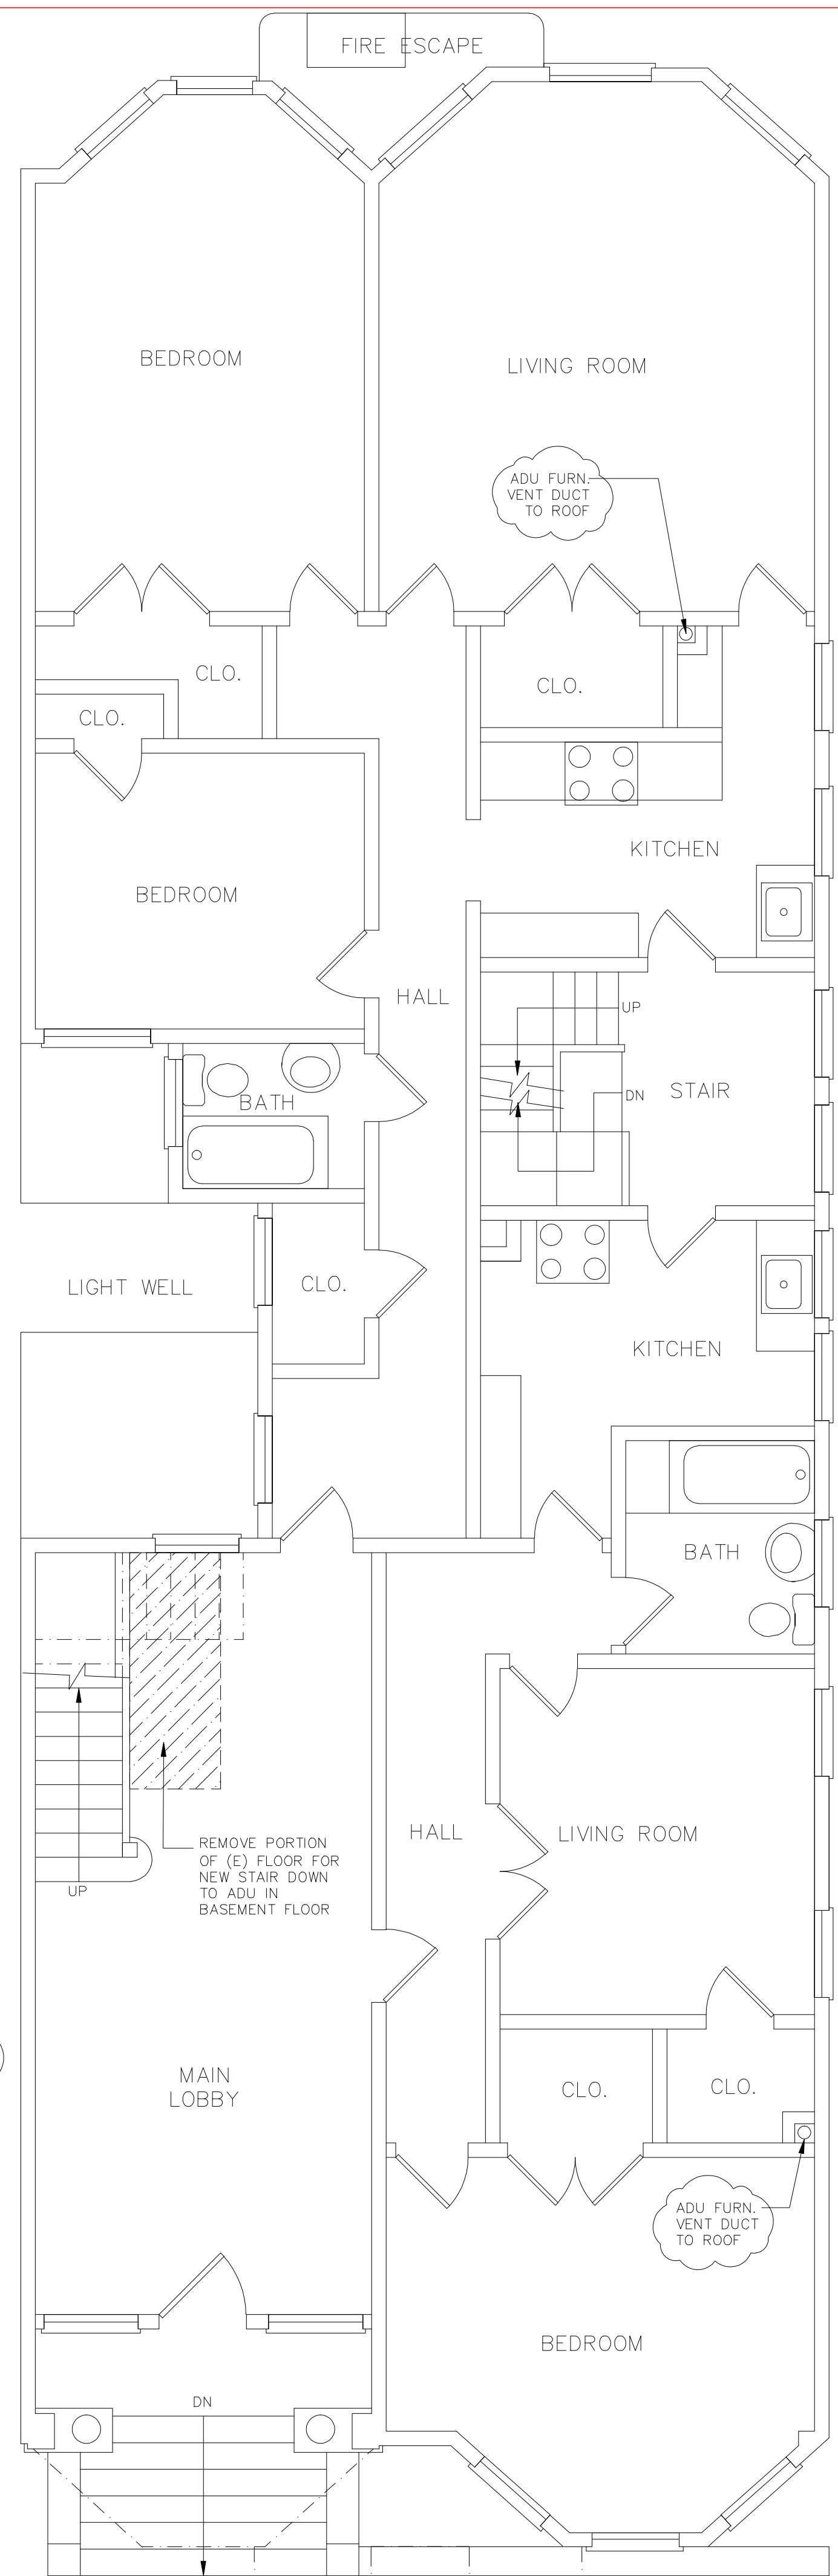 FIRE ESCAPE
BEDROOM
LIVING ROOM
ADU FURN.
VENT DUCT
TO ROOF
CLO.
CLO.
CLO.
KITCHEN
BEDROOM
HALL
UP
STAIR
DN
BATH
LIGHT WELL
CLO.
KITCHEN
BATH
HALL
LIVING ROOM
REMOVE PORTION
OF (E) FLOOR FOR
NEW STAIR DOWN
TO ADU IN
BASEMENT FLOOR
UP
MAIN
LOBBY
CLO.
CLO.
ADU FURN.
VENT DUCT
TO ROOF
BEDROOM
DN